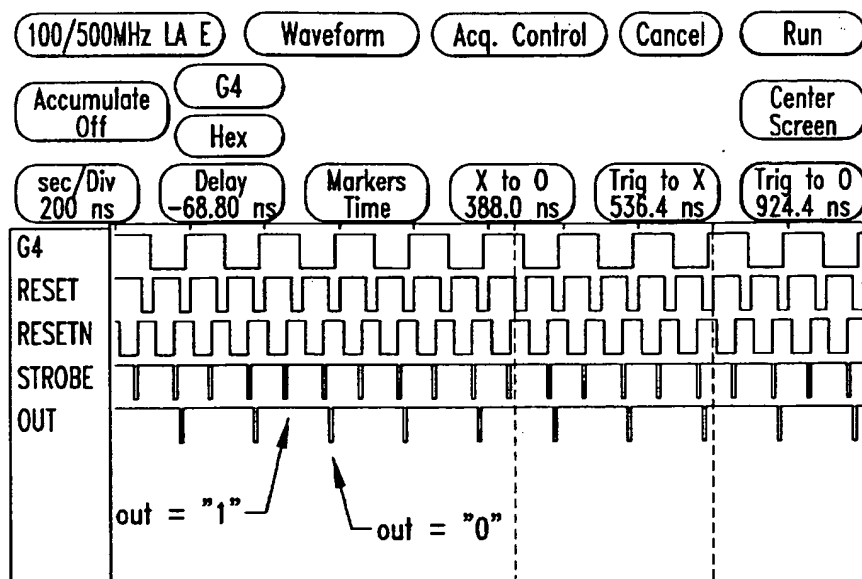 100/500MHz LA E Waveform Acq. Control Cancel Run
Accumulate Off
G4
Hex
Center Screen
sec/Div 200 ns
Delay -68.80 ns
Markers Time
X to O 388.0 ns
Trig to X 536.4 ns
Trig to O 924.4 ns
G4
RESET
RESETN
STROBE
OUT
out = "1"
out = "0"